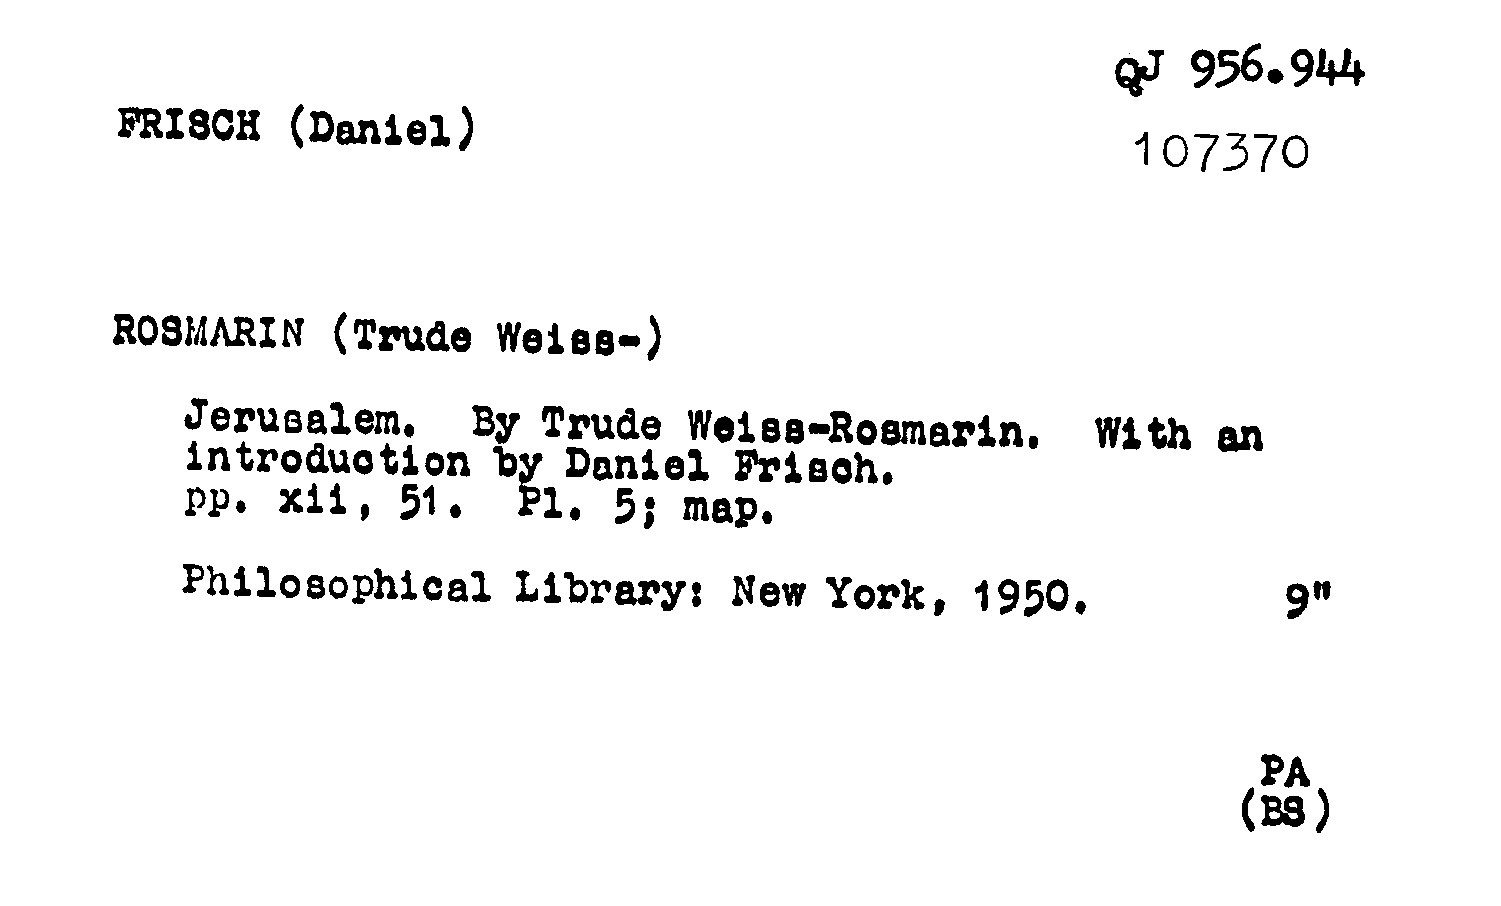 QJ 956.944
FRISCH (Daniel)
107370
ROSMARIN (Trude Weiss-)
Jerusalem. By Trude Weiss-Rosmarin. With an
introduction by Daniel Frisch.
pp. xii, 51. Pl. 5; map.
Philosophical Library: New York, 1950. 9"
PA
(BS)